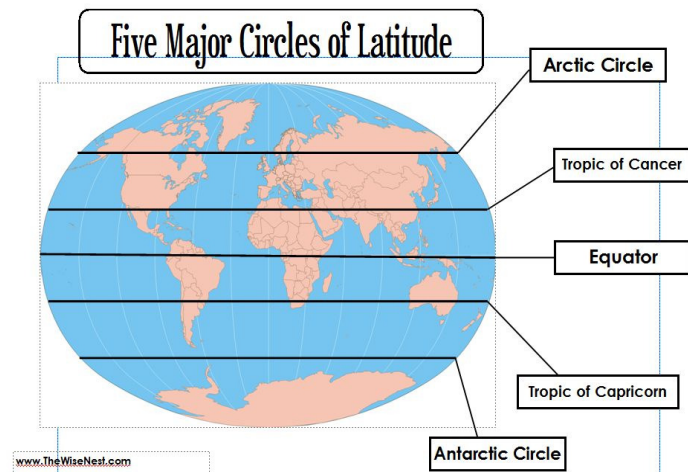 Five Major Circles of Latitude
Arctic Circle
Tropic of Cancer
Equator
Tropic of Capricorn
Antarctic Circle
www.TheWiseNest.com